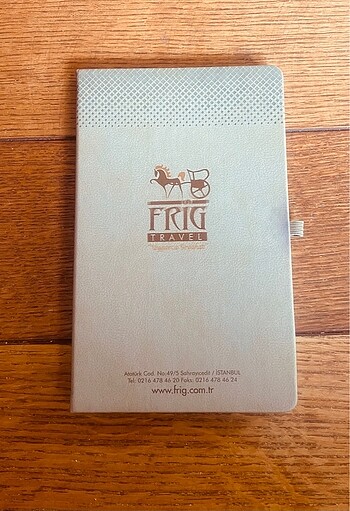 FRİG
TRAVEL
Atatürk Cad. No:49/5 Sahrayıcedit / İSTANBUL
Tel: 0216 478 46 20 Faks: 0216 478 46 24
www.frig.com.tr